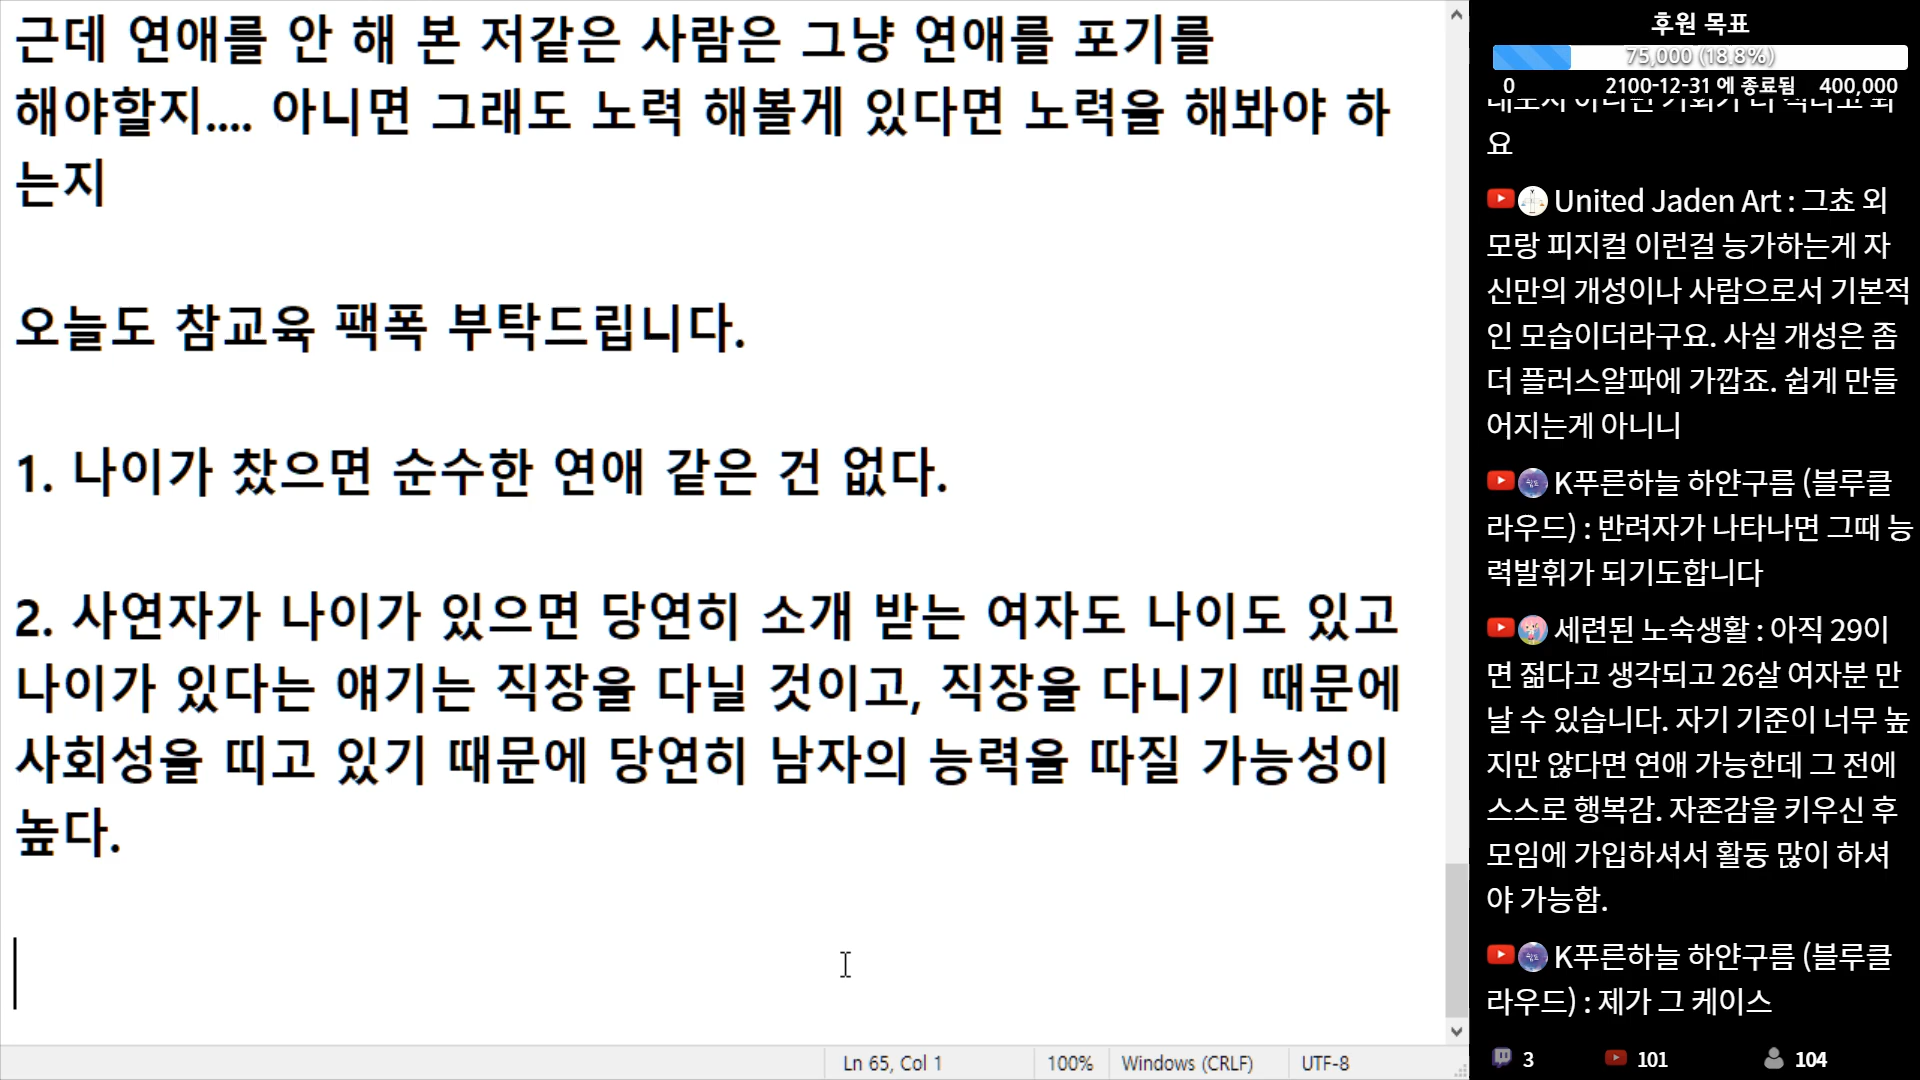 근데 연애를 안 해 본 저같은 사람은 그냥 연애를 포기를
해야할지.... 아니면 그래도 노력 해볼게 있다면 노력을 해봐야 하
는지
오늘도 참교육 팩폭 부탁드립니다.
1. 나이가 찼으면 순수한 연애 같은 건 없다.
2. 사연자가 나이가 있으면 당연히 소개 받는 여자도 나이도 있고
나이가 있다는 얘기는 직장을 다닐 것이고, 직장을 다니기 때문에
사회성을 띠고 있기 때문에 당연히 남자의 능력을 따질 가능성이
높다.
Ln 65, Col 1
100%
Windows (CRLF)
UTF-8
후원 목표
75,000 (18.8%)
0 2100-12-31 에 종료됨 400,000
요
United Jaden Art : 그쵸 외
모랑 피지컬 이런걸 능가하는게 자
신만의 개성이나 사람으로서 기본적
인 모습이더라구요. 사실 개성은 좀
더 플러스알파에 가깝죠. 쉽게 만들
어지는게 아니니
K푸른하늘 하얀구름 (블루클
라우드) : 반려자가 나타나면 그때 능
력발휘가 되기도합니다
세련된 노숙생활 : 아직 29이
면 젊다고 생각되고 26살 여자분 만
날 수 있습니다. 자기 기준이 너무 높
지만 않다면 연애 가능한데 그 전에
스스로 행복감. 자존감을 키우신 후
모임에 가입하셔서 활동 많이 하셔
야 가능함.
K푸른하늘 하얀구름 (블루클
라우드) : 제가 그 케이스
3 101 104